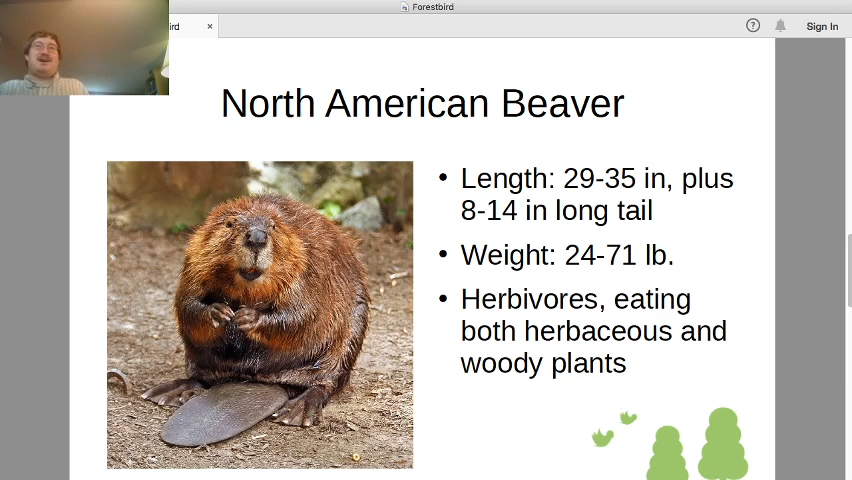 Forestbird
ird
Sign In
North American Beaver
• Length: 29-35 in, plus
8-14 in long tail
• Weight: 24-71 lb.
• Herbivores, eating
both herbaceous and
woody plants